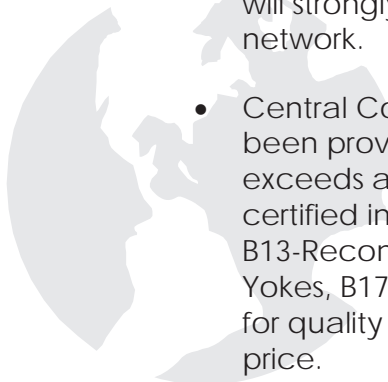 will strongly
network.
• Central Co
been prov
exceeds a
certified in
B13-Recon
Yokes, B17
for quality
price.